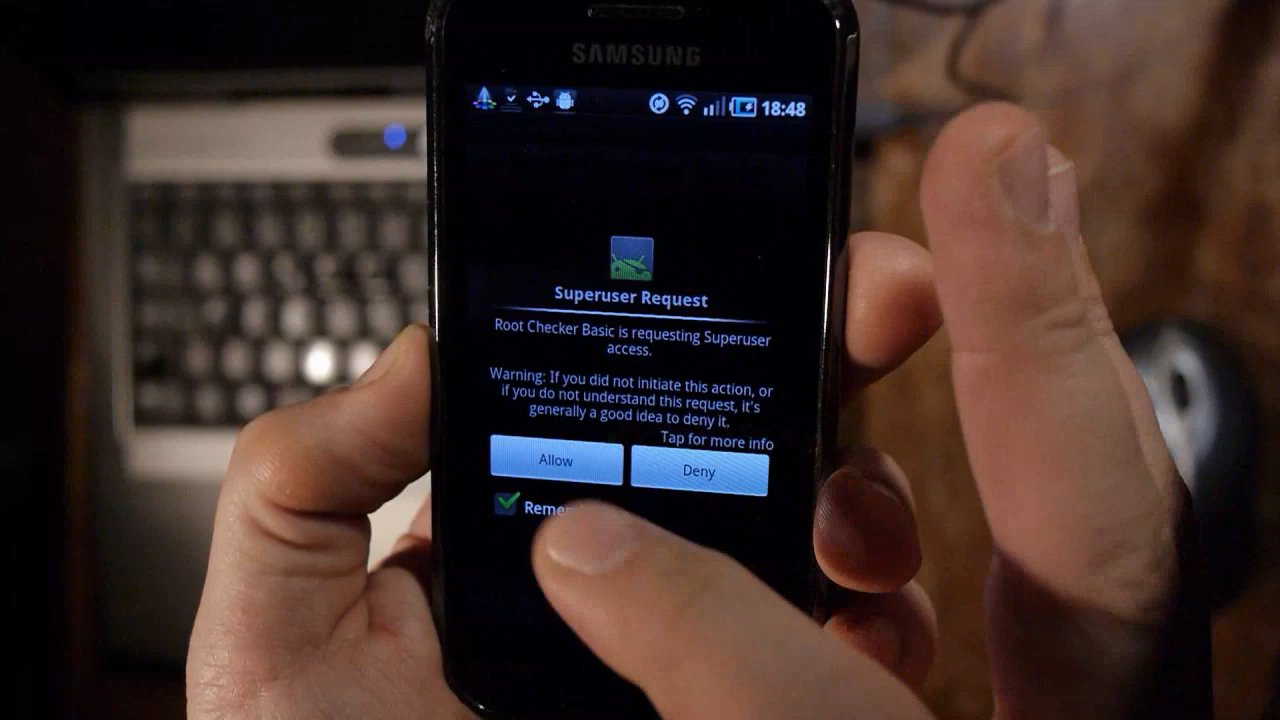 SAMSUNG
18:48
Superuser Request
Root Checker Basic is requesting Superuser
access.
Warning: If you did not initiate this action, or
if you do not understand this request, it's
generally a good idea to deny it.
Tap for more info
Allow
Deny